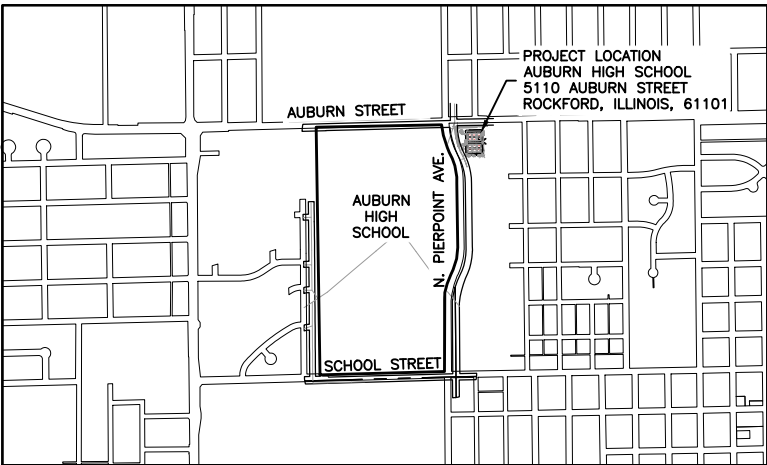 PROJECT LOCATION
AUBURN HIGH SCHOOL
5110 AUBURN STREET
ROCKFORD, ILLINOIS, 61101
AUBURN STREET
AUBURN
HIGH
SCHOOL
N. PIERPOINT AVE.
SCHOOL STREET